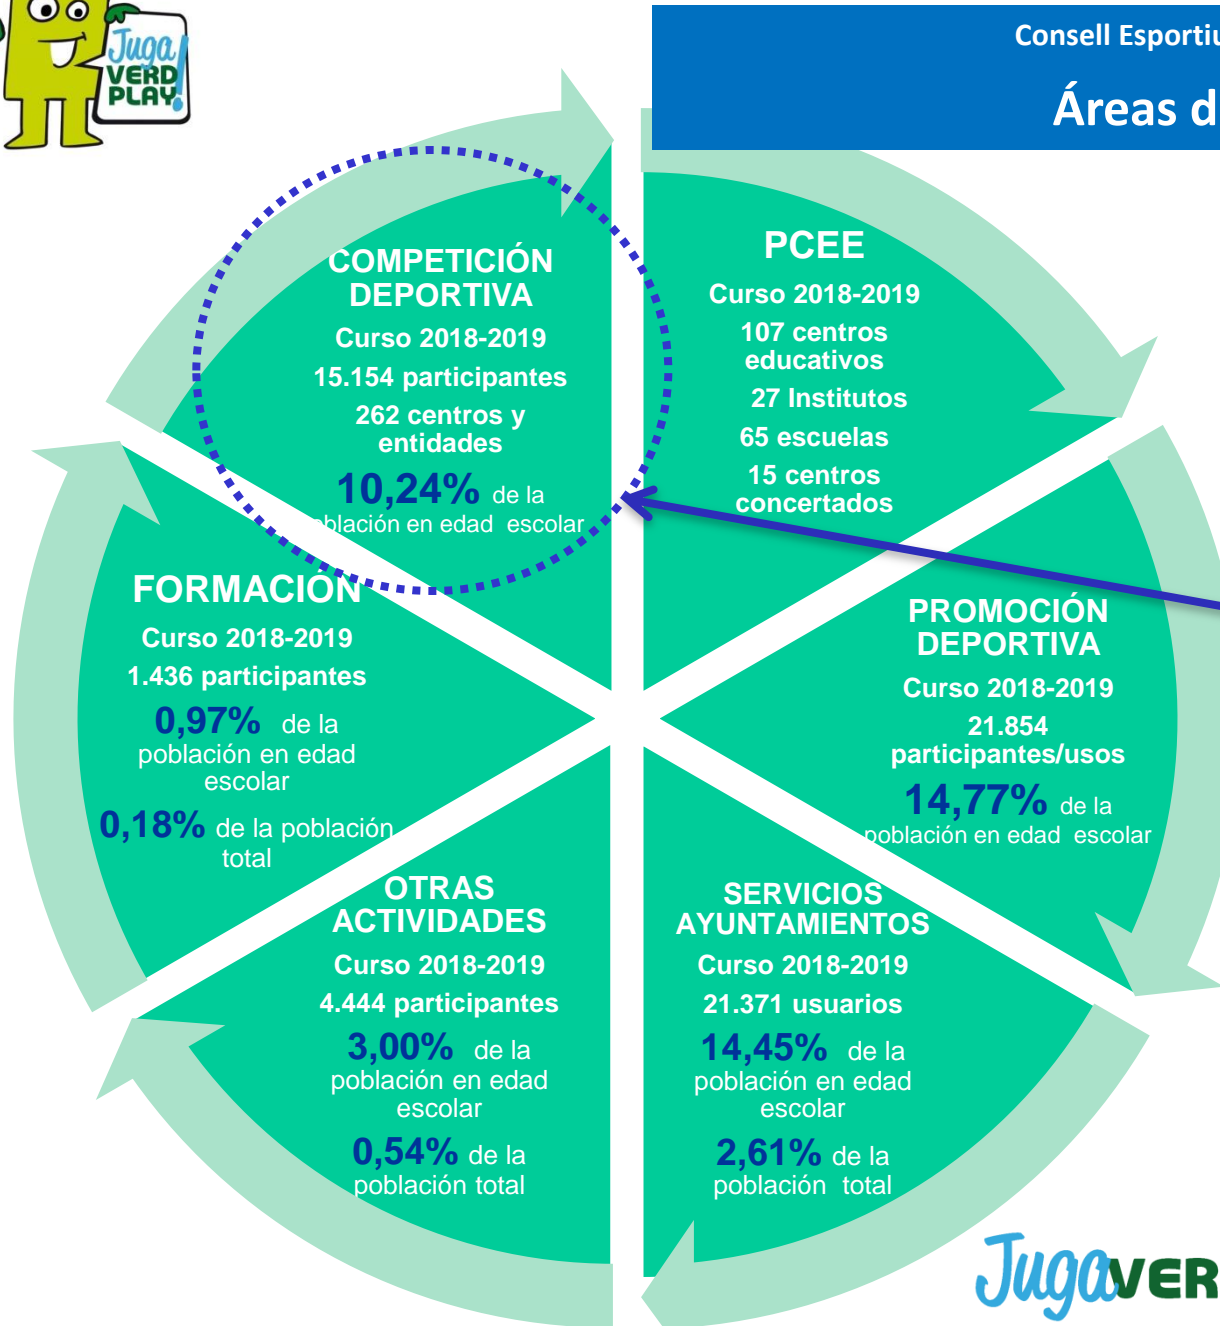 Juga
VERD
PLAY!
Consell Esportiu
Áreas d
COMPETICIÓN
DEPORTIVA
Curso 2018-2019
15.154 participantes
262 centros y
entidades
10,24% de la
población en edad escolar
PCEE
Curso 2018-2019
107 centros
educativos
27 Institutos
65 escuelas
15 centros
concertados
PROMOCIÓN
DEPORTIVA
Curso 2018-2019
21.854
participantes/usos
14,77% de la
población en edad escolar
SERVICIOS
AYUNTAMIENTOS
Curso 2018-2019
21.371 usuarios
14,45% de la
población en edad
escolar
2,61% de la
población total
OTRAS
ACTIVIDADES
Curso 2018-2019
4.444 participantes
3,00% de la
población en edad
escolar
0,54% de la
población total
FORMACIÓN
Curso 2018-2019
1.436 participantes
0,97% de la
población en edad
escolar
0,18% de la población
total
JugaVER